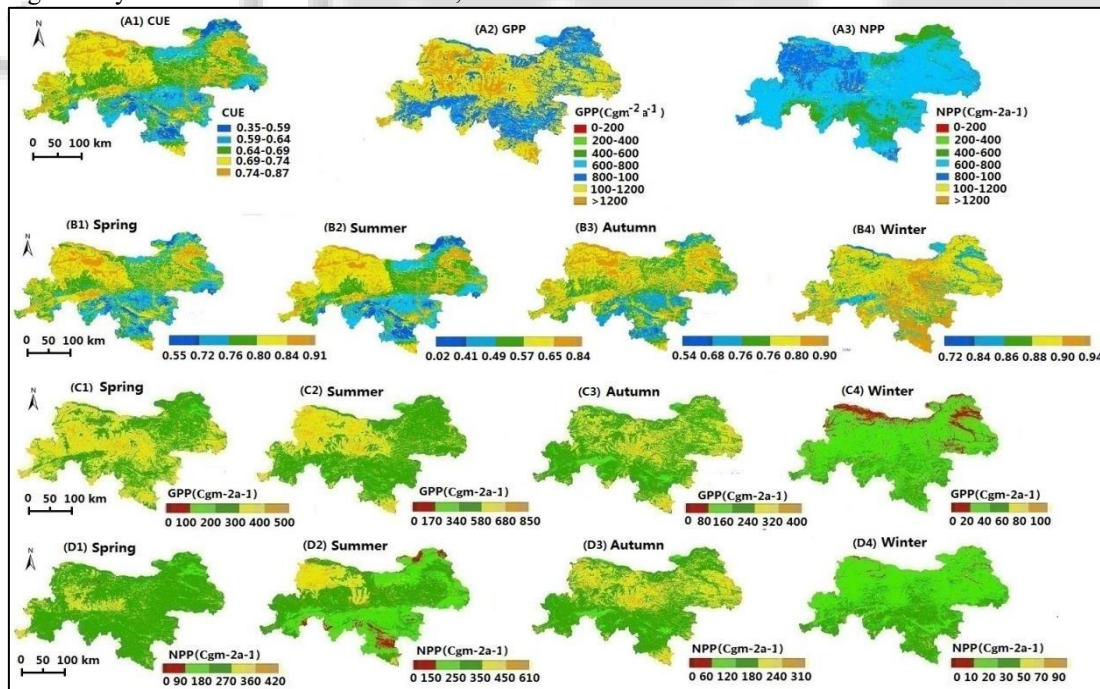 (A1) CUE
(A2) GPP
(A3) NPP
N
CUE
0.35-0.59
0.59-0.64
0.64-0.69
0.69-0.74
0.74-0.87
0 50 100 km
GPP(Cgm-2 a-1)
0-200
200-400
400-600
600-800
800-100
100-1200
>1200
NPP(Cgm-2a-1)
0-200
200-400
400-600
600-800
800-100
100-1200
>1200
N
(B1) Spring
(B2) Summer
(B3) Autumn
(B4) Winter
0 50 100 km
0.55 0.72 0.76 0.80 0.84 0.91
0.02 0.41 0.49 0.57 0.65 0.84
0.54 0.68 0.76 0.76 0.80 0.90
0.72 0.84 0.86 0.88 0.90 0.94
N
(C1) Spring
(C2) Summer
(C3) Autumn
(C4) Winter
0 50 100 km
GPP(Cgm-2a-1)
0 100 200 300 400 500
GPP(Cgm-2a-1)
0 170 340 580 680 850
GPP(Cgm-2a-1)
0 80 160 240 320 400
GPP(Cgm-2a-1)
0 20 40 60 80 100
N
(D1) Spring
(D2) Summer
(D3) Autumn
(D4) Winter
0 50 100 km
NPP(Cgm-2a-1)
0 90 180 270 360 420
NPP(Cgm-2a-1)
0 150 250 350 450 610
NPP(Cgm-2a-1)
0 60 120 180 240 310
NPP(Cgm-2a-1)
0 10 20 30 50 70 90